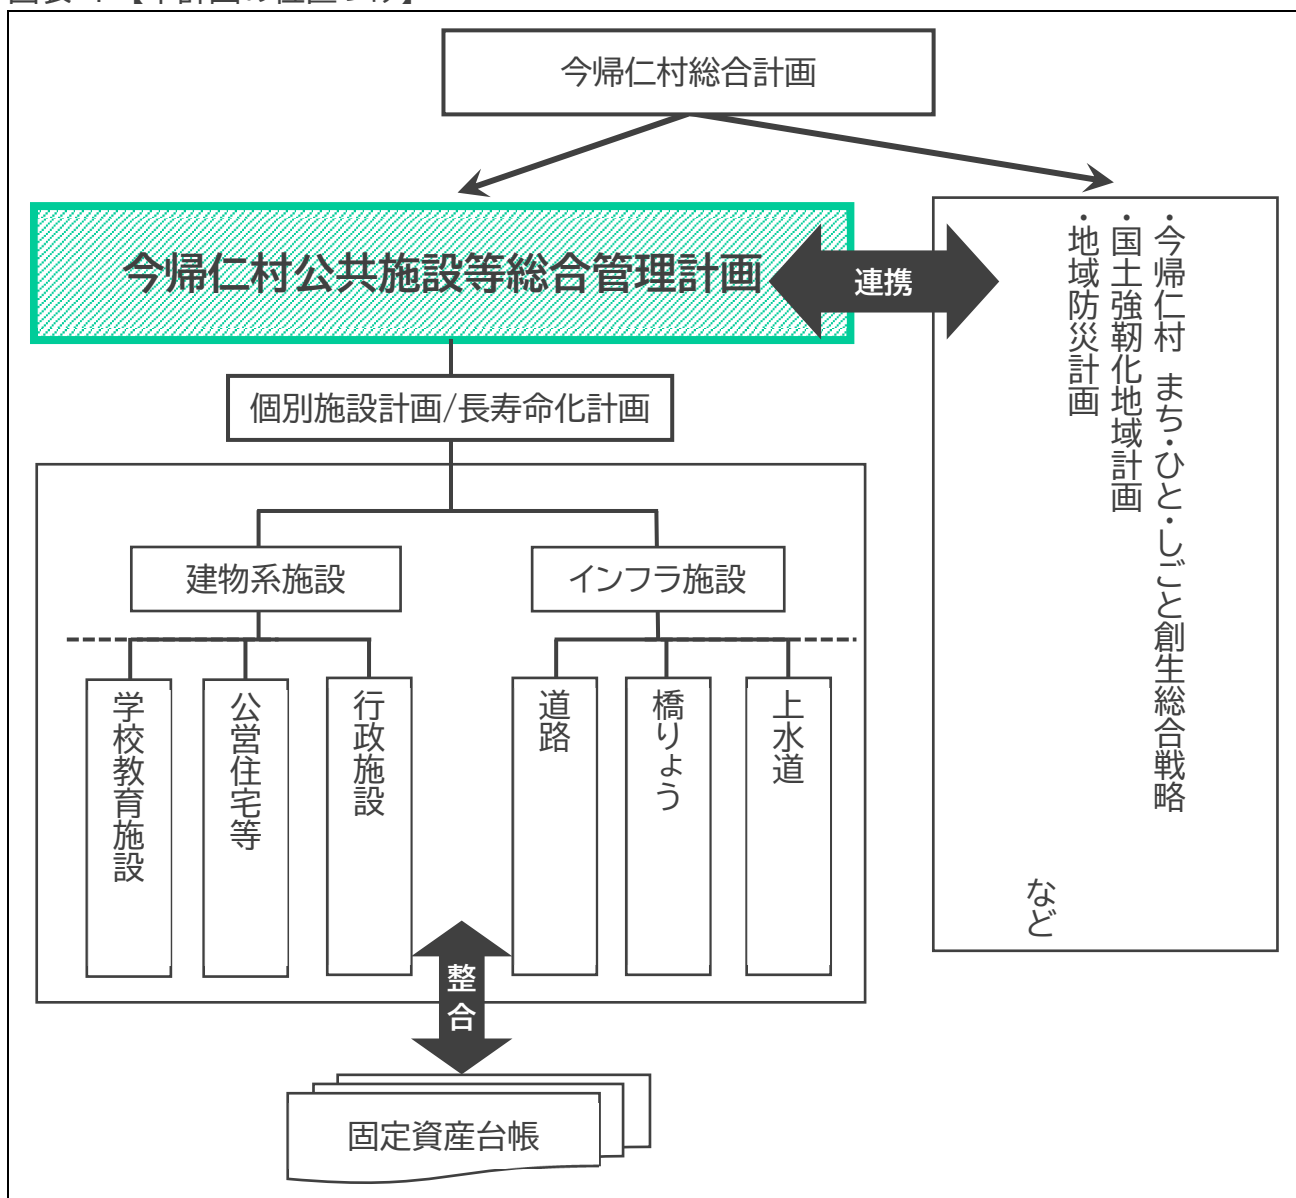 今帰仁村総合計画
今帰仁村公共施設等総合管理計画
連携
・今帰仁村 まち・ひと・しごと創生総合戦略
・国土強靭化地域計画
・地域防災計画
など
個別施設計画/長寿命化計画
建物系施設
インフラ施設
学校教育施設
公営住宅等
行政施設
道路
橋りょう
上水道
整合
固定資産台帳